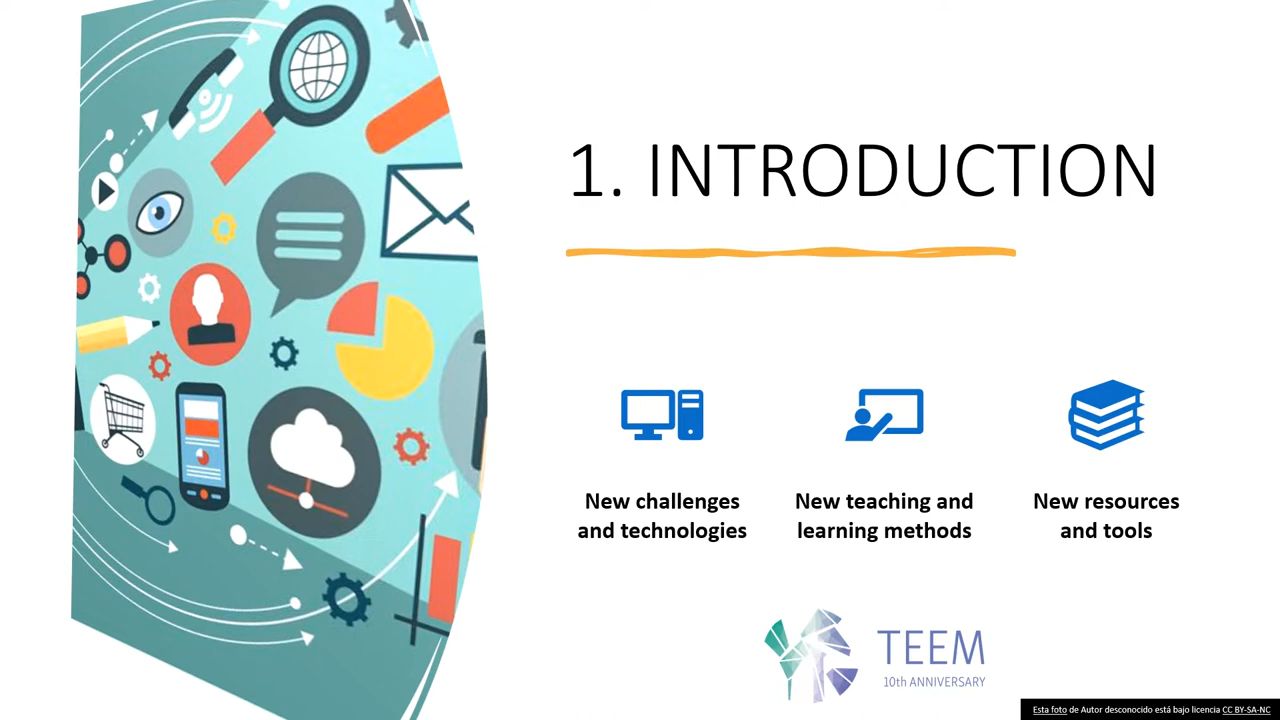 1. INTRODUCTION
New challenges
and technologies
New teaching and
learning methods
New resources
and tools
TEEM
10th ANNIVERSARY
Esta foto de Autor desconocido está bajo licencia CC BY-SA-NC